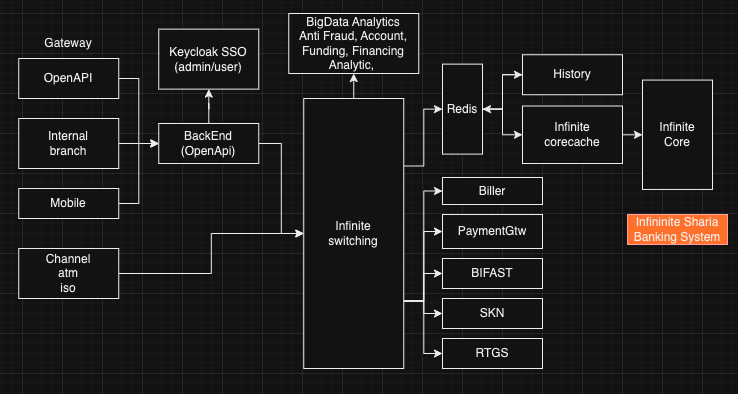 Gateway
OpenAPI
Internal
branch
Mobile
Channel
atm
iso
Keycloak SSO
(admin/user)
BackEnd
(OpenApi)
BigData Analytics
Anti Fraud, Account,
Funding, Financing
Analytic,
Infinite
switching
Redis
History
Infinite
corecache
Infinite
Core
Biller
PaymentGtw
BIFAST
SKN
RTGS
Infininite Sharia
Banking System